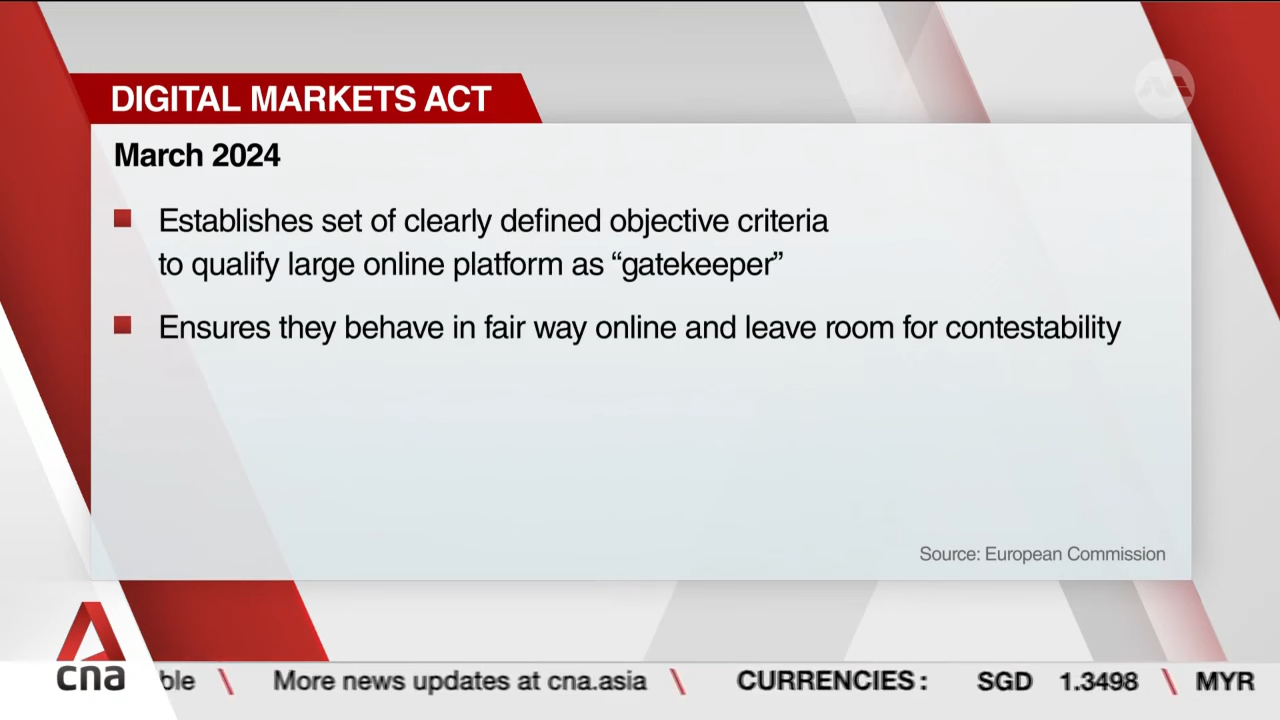 DIGITAL MARKETS ACT
March 2024
Establishes set of clearly defined objective criteria
to qualify large online platform as “gatekeeper”
Ensures they behave in fair way online and leave room for contestability
Source: European Commission
cna
ble \ More news updates at cna.asia \ CURRENCIES: SGD 1.3498 \ MYR